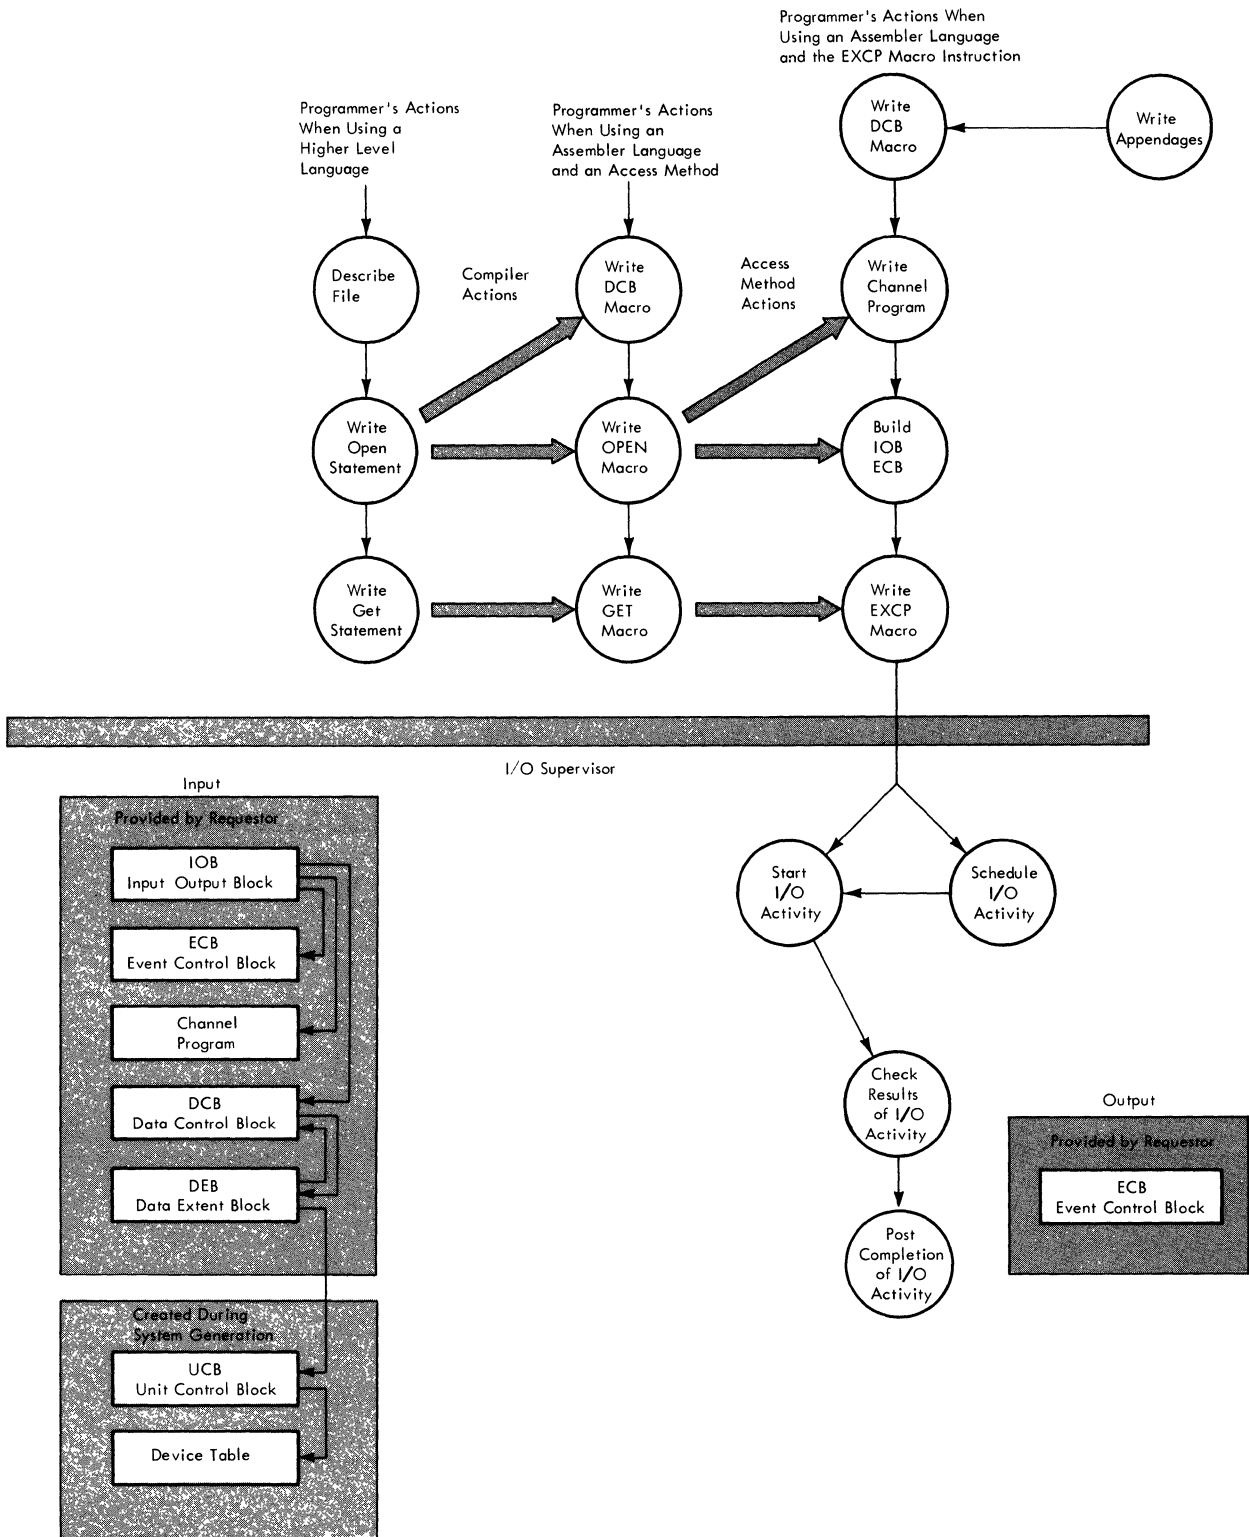 Programmer's Actions When
Using an Assembler Language
and the EXCP Macro Instruction
Write
DCB
Macro
Write
Appendages
Programmer's Actions
When Using a
Higher Level
Language
Programmer's Actions
When Using an
Assembler Language
and an Access Method
Describe
File
Compiler
Actions
Write
DCB
Macro
Access
Method
Actions
Write
Channel
Program
Write
Open
Statement
Write
OPEN
Macro
Build
IOB
ECB
Write
Get
Statement
Write
GET
Macro
Write
EXCP
Macro
I/O Supervisor
Input
Provided by Requestor
IOB
Input Output Block
ECB
Event Control Block
Channel
Program
DCB
Data Control Block
DEB
Data Extent Block
Created During
System Generation
UCB
Unit Control Block
Device Table
Start
I/O
Activity
Schedule
I/O
Activity
Check
Results
of I/O
Activity
Post
Completion
of I/O
Activity
Output
Provided by Requestor
ECB
Event Control Block